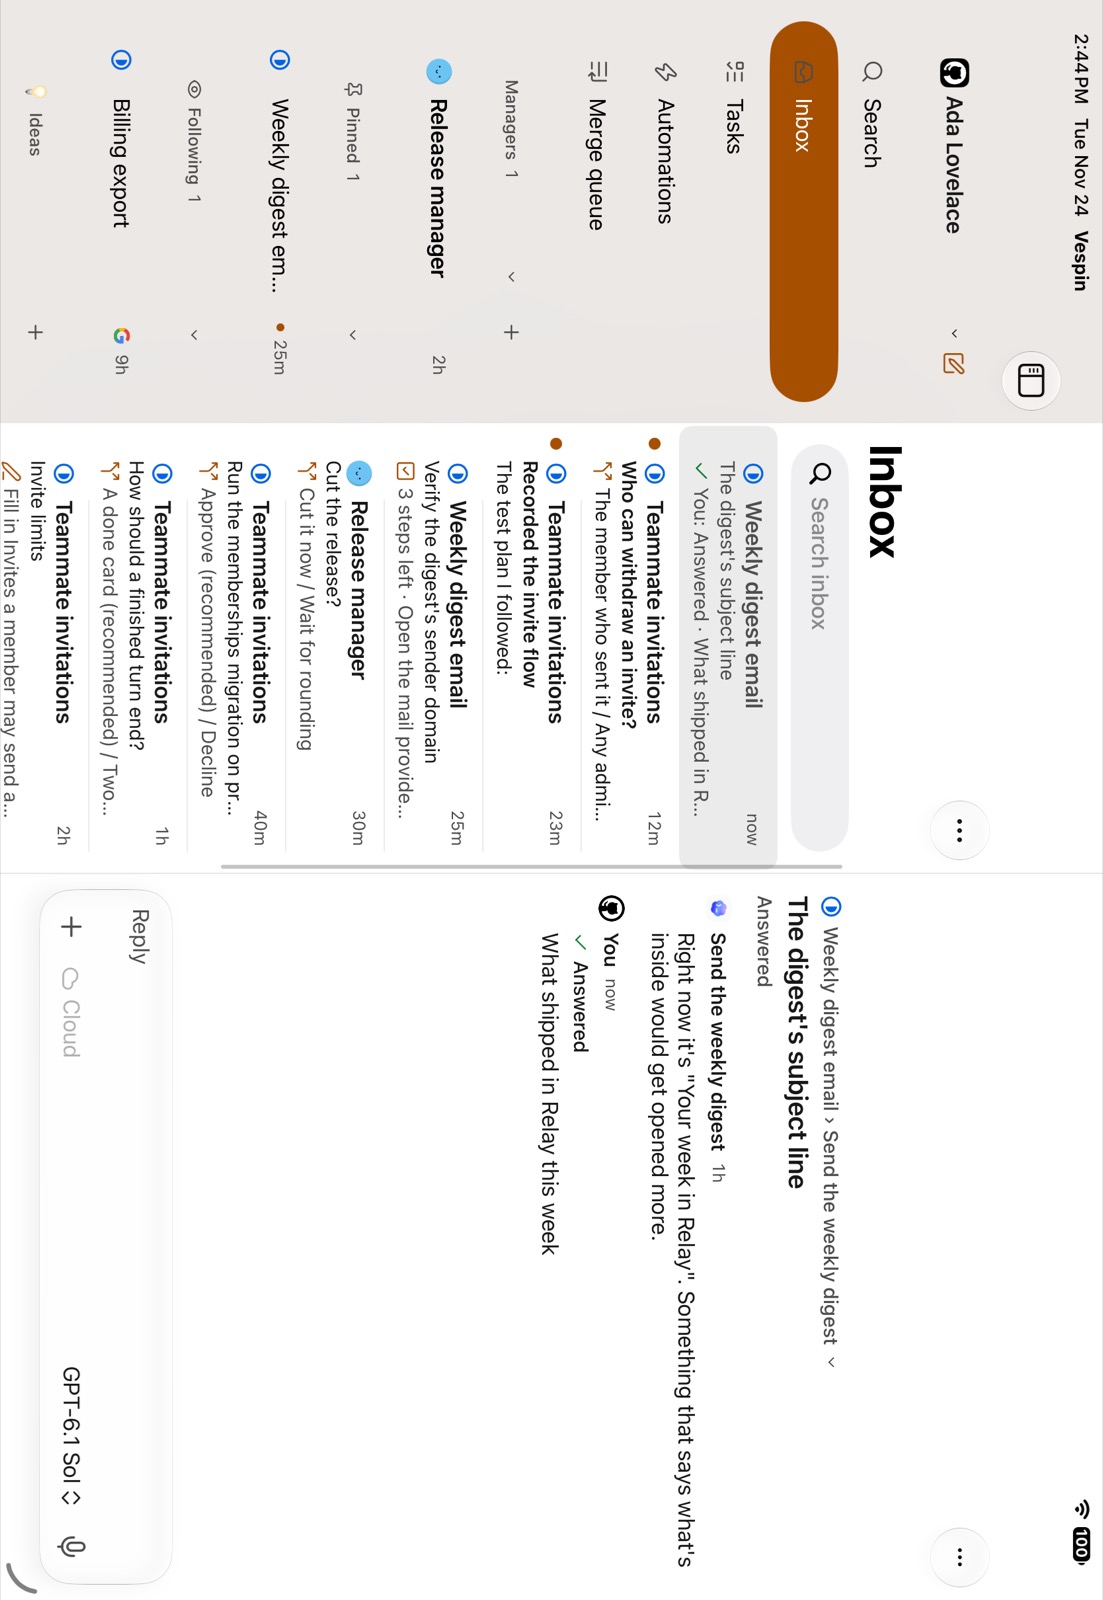 2:44 PM Tue Nov 24 Vespin
100
Ada Lovelace
Search
Inbox
Tasks
Automations
Merge queue
Managers 1
Release manager 2h
Pinned 1
Weekly digest em... 25m
Following 1
Billing export 9h
Ideas
Inbox
Search inbox
Weekly digest email now
The digest's subject line
You: Answered · What shipped in R...
Teammate invitations 12m
Who can withdraw an invite?
The member who sent it / Any admi...
Teammate invitations 23m
Recorded the invite flow
The test plan I followed:
Weekly digest email 25m
Verify the digest's sender domain
3 steps left · Open the mail provide...
Release manager 30m
Cut the release?
Cut it now / Wait for rounding
Teammate invitations 40m
Run the memberships migration on pr...
Approve (recommended) / Decline
Teammate invitations 1h
How should a finished turn end?
A done card (recommended) / Two...
Teammate invitations 2h
Invite limits
Fill in Invites a member may send a...
Weekly digest email › Send the weekly digest
The digest's subject line
Answered
Send the weekly digest 1h
Right now it's "Your week in Relay". Something that says what's
inside would get opened more.
You now
Answered
What shipped in Relay this week
Reply
Cloud
GPT-6.1 Sol